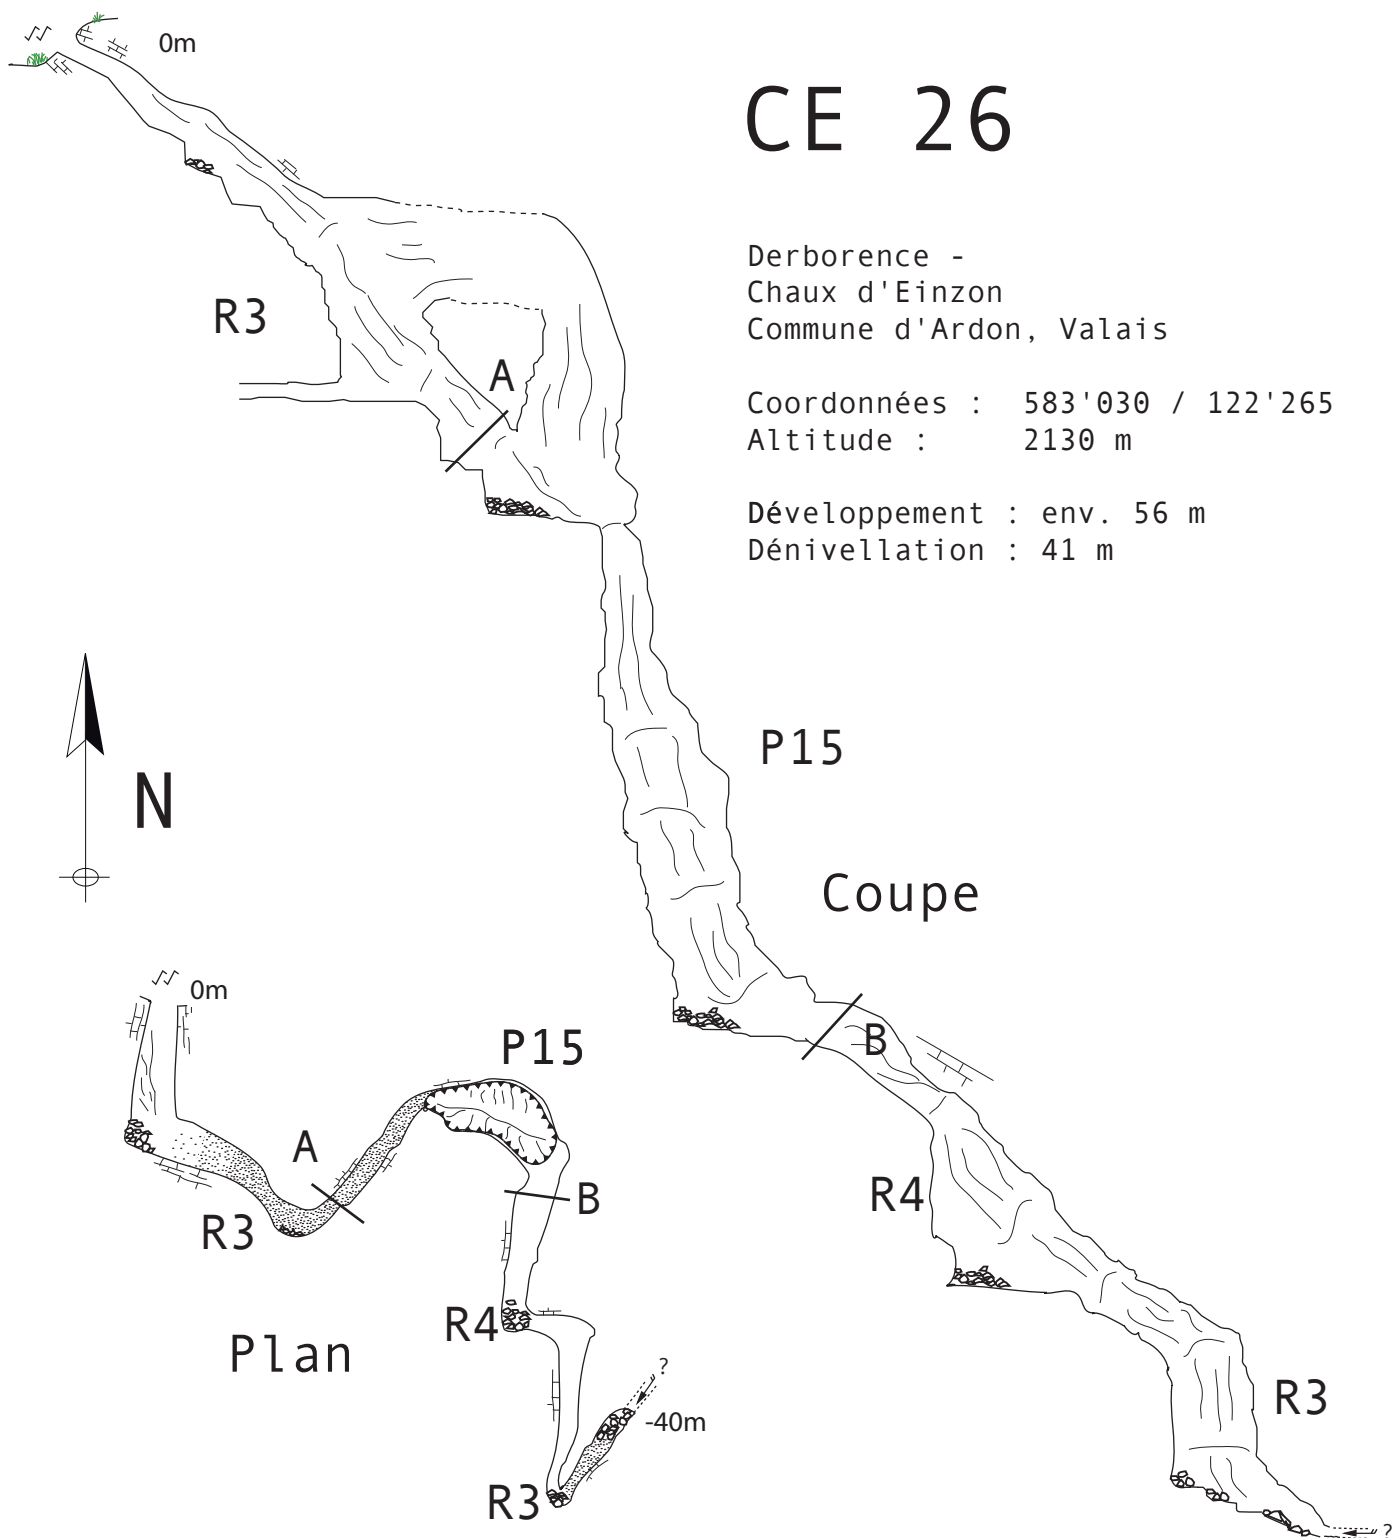 0m
CE 26
Derborence -
Chaux d'Einzon
Commune d'Ardon, Valais
R3
A
Coordonnées : 583'030 / 122'265
Altitude : 2130 m
Développement : env. 56 m
Dénivellation : 41 m
P15
N
Coupe
0m
B
P15
A
R4
B
R3
R4
Plan
?
R3
-40m
R3
?